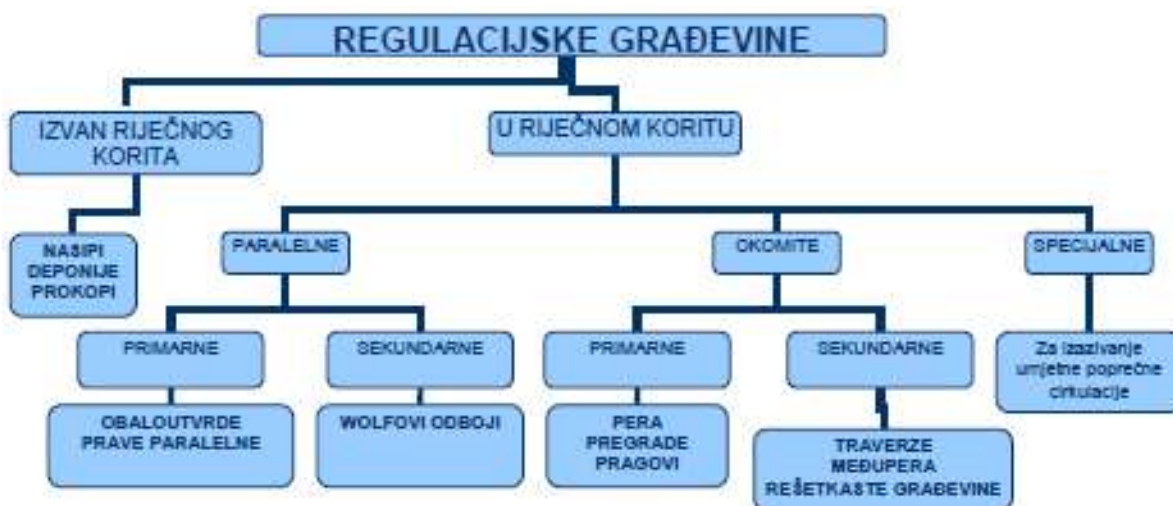 REGULACIJSKE GRAĐEVINE
IZVAN RIJEČNOG
KORITA
U RIJEČNOM KORITU
NASIPI
DEPONIJE
PROKOPI
PARALELNE
OKOMITE
SPECIJALNE
PRIMARNE
SEKUNDARNE
PRIMARNE
SEKUNDARNE
Za izazivanje
umjetne poprečne
cirkulacije
OBALOUTVRDE
PRAVE PARALELNE
WOLFOVI ODBOJI
PERA
PREGRADE
PRAGOVI
TRAVERZE
MEĐUPERA
REŠETKASTE GRAĐEVINE